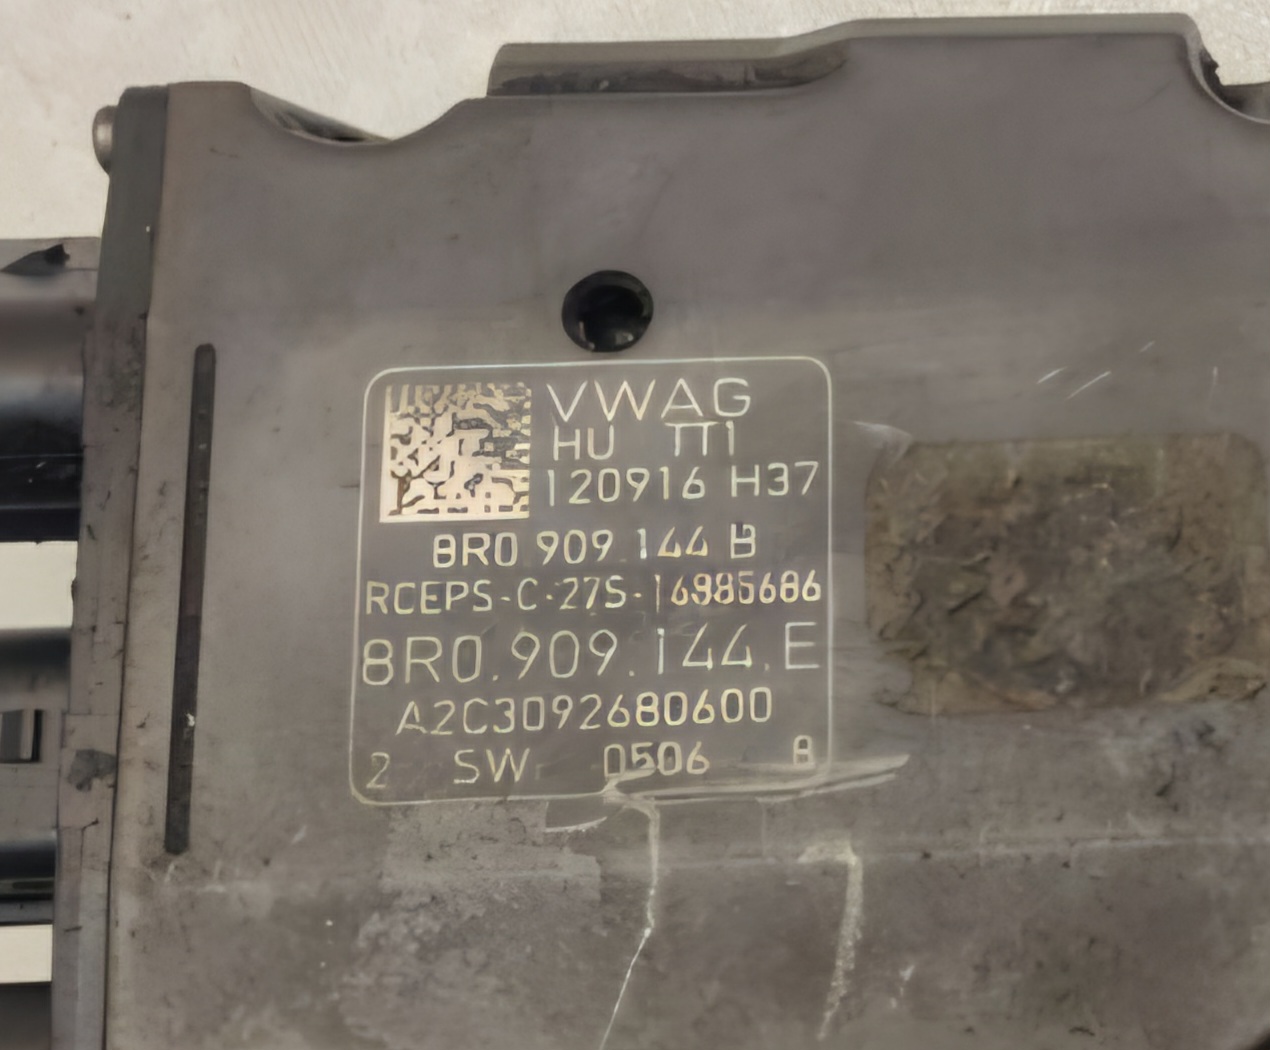 VWAG
HU TT1
120916 H37
8R0 909 144 B
RCEPS-C-27S-16985686
8R0.909.144.E
A2C3092680600
2 SW 0506 B